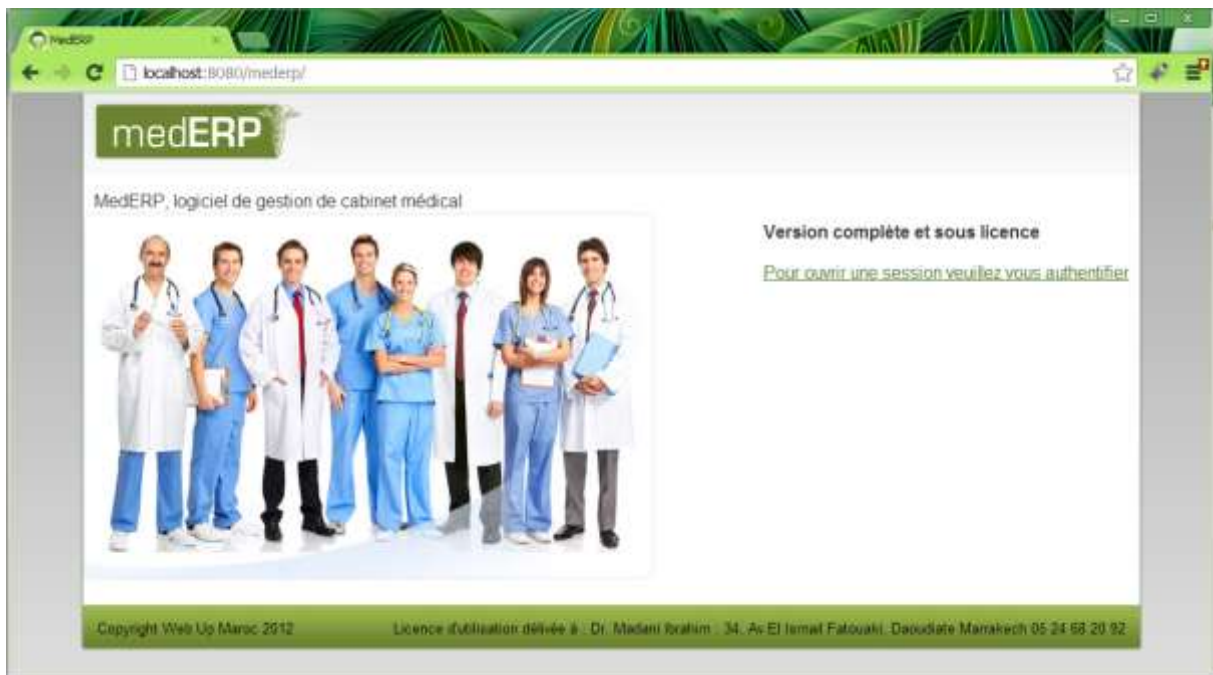 MedERP
localhost:8080/mederp/
medERP
MedERP, logiciel de gestion de cabinet médical
Version complète et sous licence
Pour ouvrir une session veuillez vous authentifier
Copyright Web Up Maroc 2012
Licence d'utilisation délivée à : Dr. Madani Ibrahim : 34, Av El Ismail Fatouaki, Daoudiate Marrakech 05 24 68 20 92